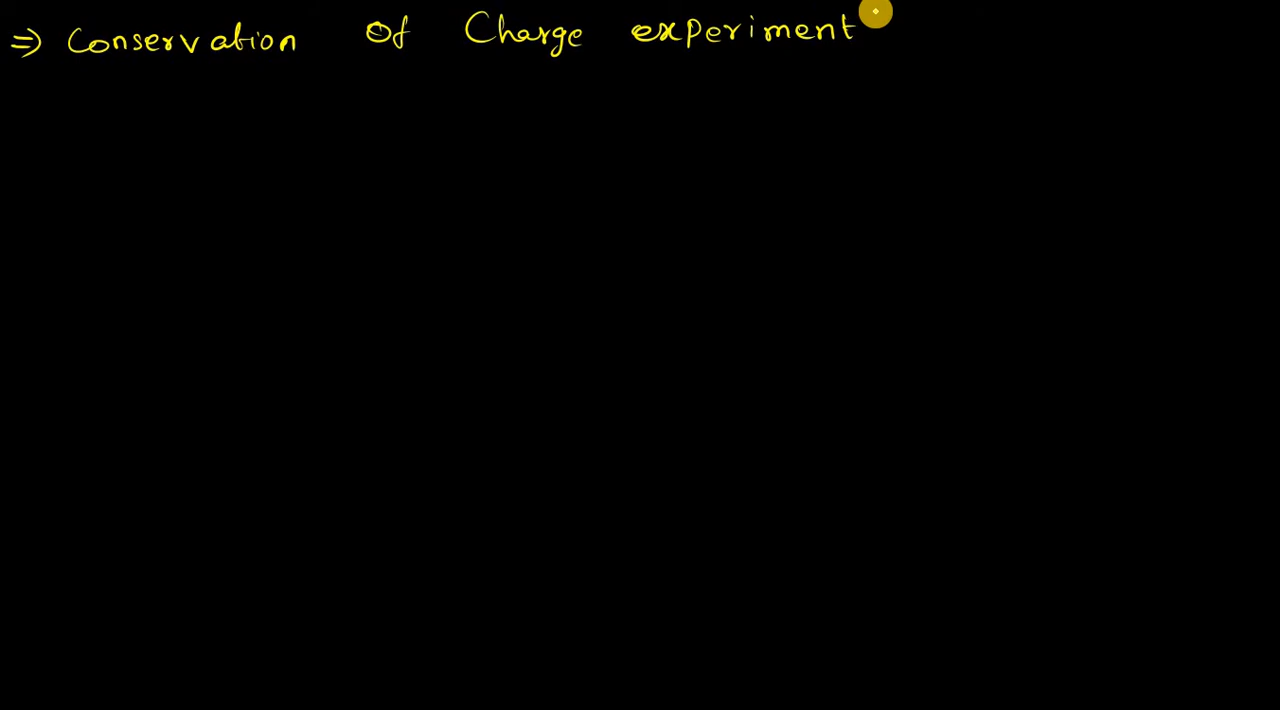 ⇒ Conservation Of Charge experiment